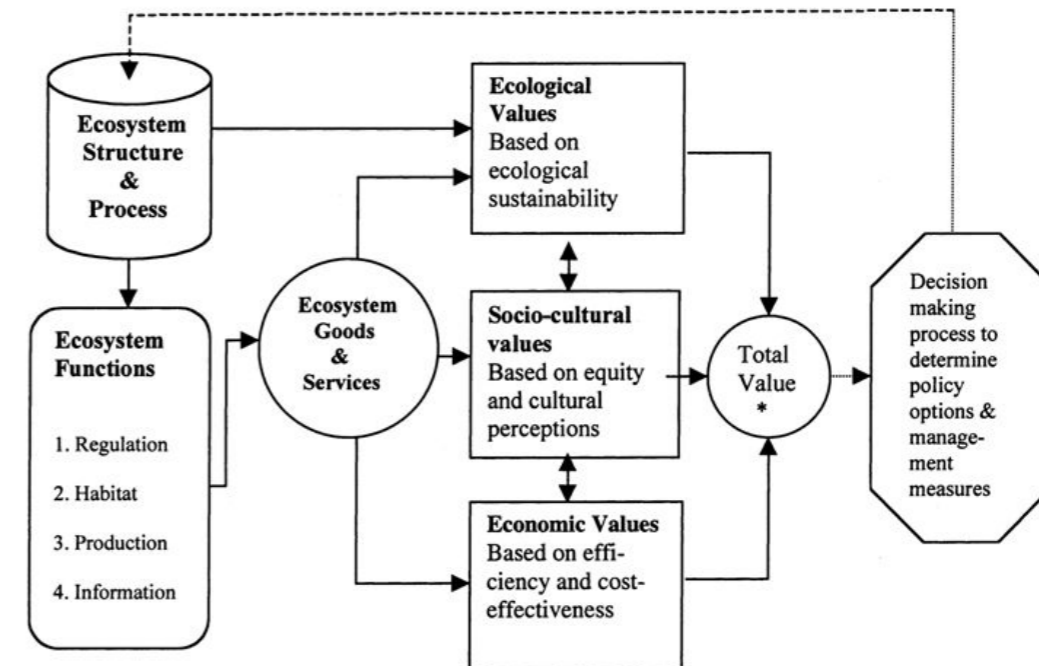 Ecosystem
Structure
&
Process
Ecosystem
Functions
1. Regulation
2. Habitat
3. Production
4. Information
Ecosystem
Goods
&
Services
Ecological
Values
Based on
ecological
sustainability
Socio-cultural
values
Based on equity
and cultural
perceptions
Economic Values
Based on effi-
ciency and cost-
effectiveness
Total
Value
*
Decision
making
process to
determine
policy
options &
manage-
ment
measures